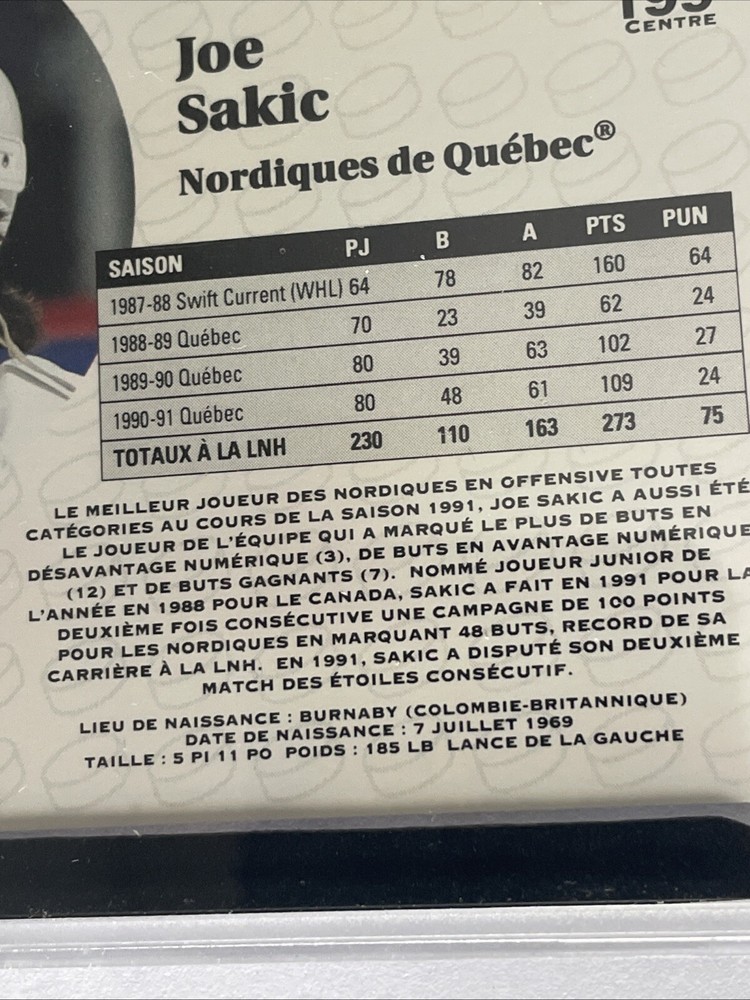 CENTRE
Joe
Sakic
Nordiques de Québec®
SAISON PJ B A PTS PUN
1987-88 Swift Current (WHL) 64 78 82 160 64
1988-89 Québec 70 23 39 62 24
1989-90 Québec 80 39 63 102 27
1990-91 Québec 80 48 61 109 24
TOTAUX À LA LNH 230 110 163 273 75
LE MEILLEUR JOUEUR DES NORDIQUES EN OFFENSIVE TOUTES
CATÉGORIES AU COURS DE LA SAISON 1991, JOE SAKIC A AUSSI ÉTÉ
LE JOUEUR DE L'ÉQUIPE QUI A MARQUÉ LE PLUS DE BUTS EN
DÉSAVANTAGE NUMÉRIQUE (3), DE BUTS EN AVANTAGE NUMÉRIQUE
(12) ET DE BUTS GAGNANTS (7). NOMMÉ JOUEUR JUNIOR DE
L'ANNÉE EN 1988 POUR LE CANADA, SAKIC A FAIT EN 1991 POUR LA
DEUXIÈME FOIS CONSÉCUTIVE UNE CAMPAGNE DE 100 POINTS
POUR LES NORDIQUES EN MARQUANT 48 BUTS, RECORD DE SA
CARRIÈRE À LA LNH. EN 1991, SAKIC A DISPUTÉ SON DEUXIÈME
MATCH DES ÉTOILES CONSÉCUTIF.
LIEU DE NAISSANCE : BURNABY (COLOMBIE-BRITANNIQUE)
DATE DE NAISSANCE : 7 JUILLET 1969
TAILLE : 5 PI 11 PO POIDS : 185 LB LANCE DE LA GAUCHE